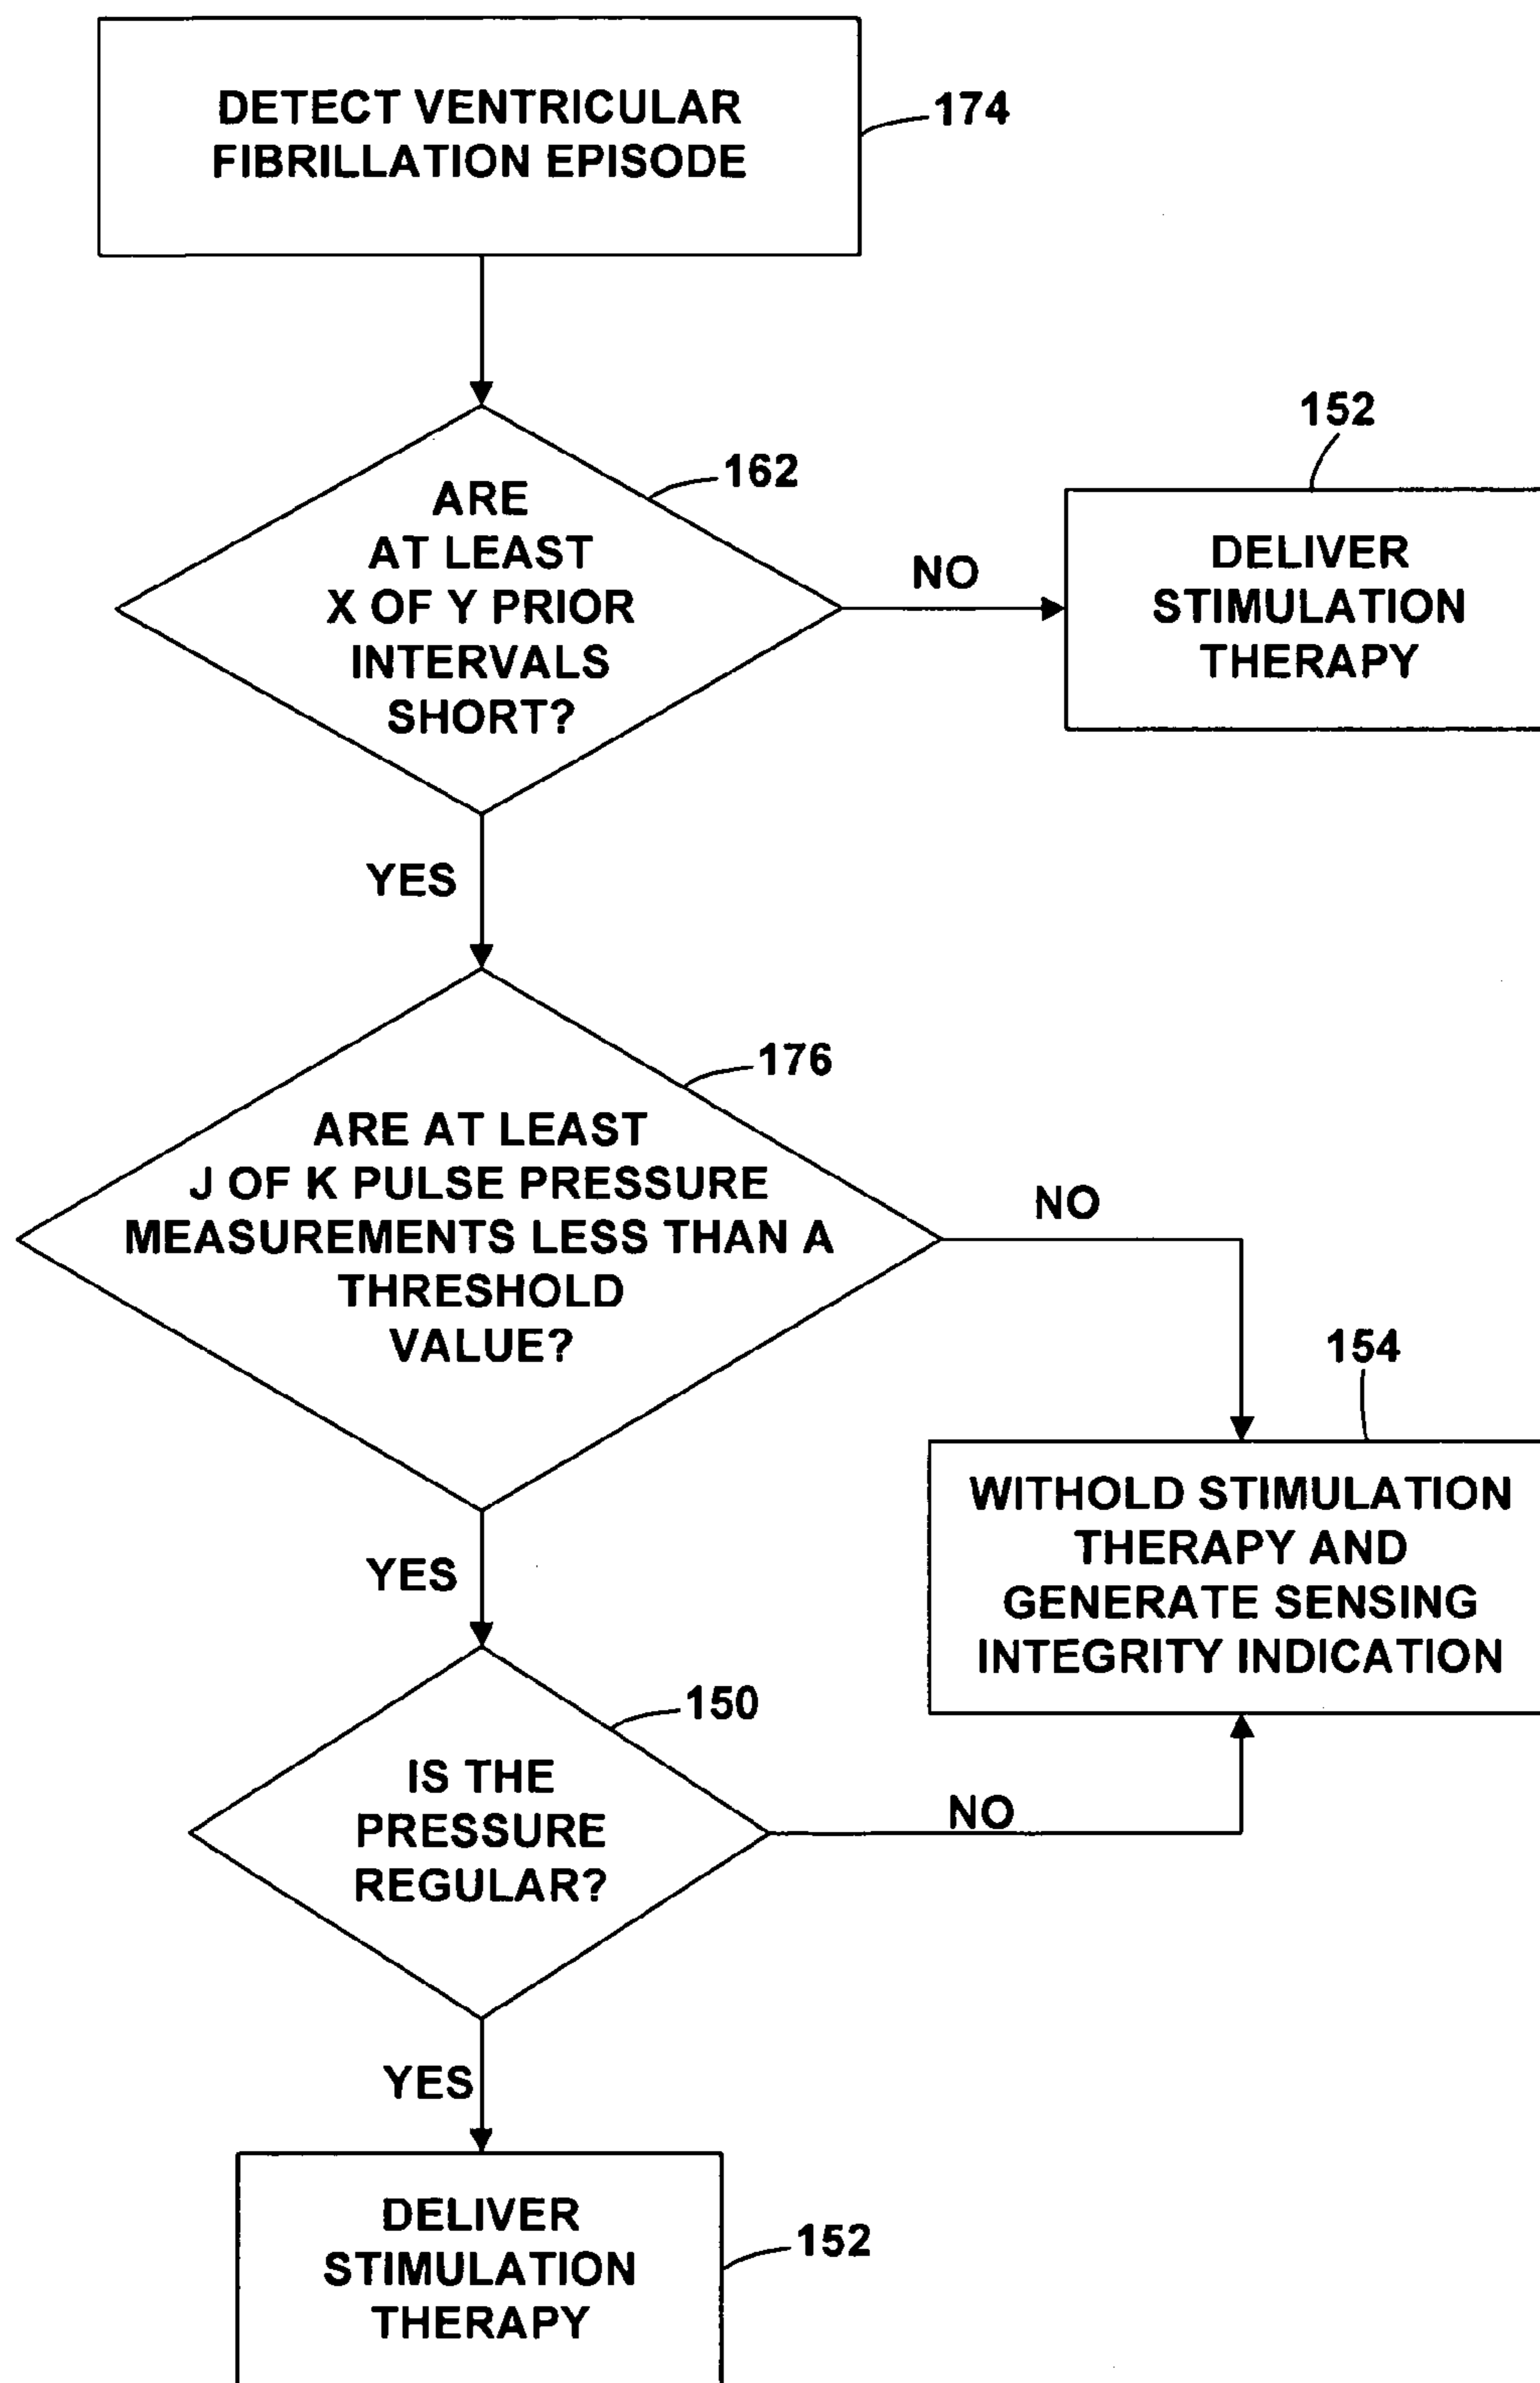 DETECT VENTRICULAR
FIBRILLATION EPISODE
174
162
ARE
AT LEAST
X OF Y PRIOR
INTERVALS
SHORT?
NO
152
DELIVER
STIMULATION
THERAPY
YES
176
ARE AT LEAST
J OF K PULSE PRESSURE
MEASUREMENTS LESS THAN A
THRESHOLD
VALUE?
NO
154
WITHOLD STIMULATION
THERAPY AND
GENERATE SENSING
INTEGRITY INDICATION
YES
150
IS THE
PRESSURE
REGULAR?
NO
YES
DELIVER
STIMULATION
THERAPY
152